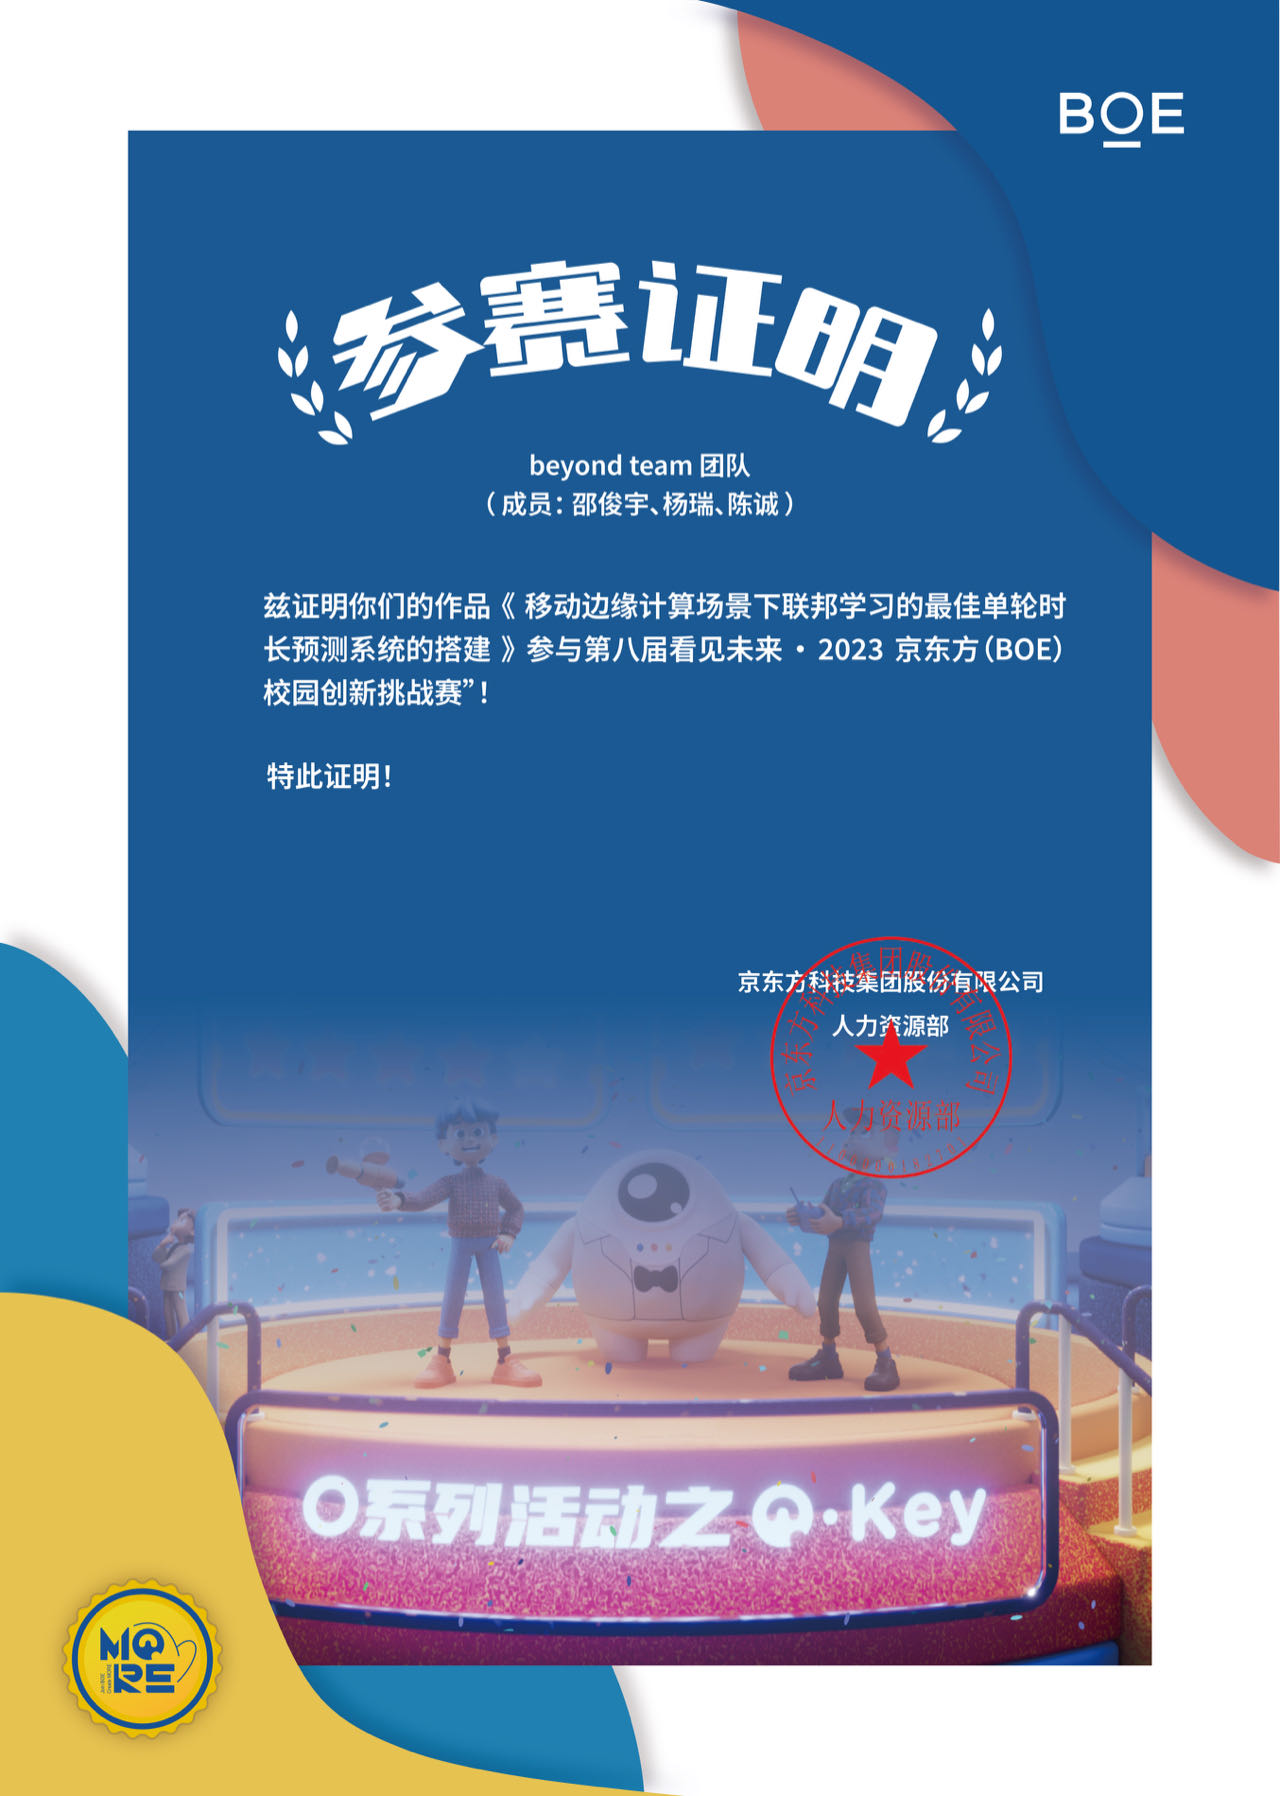 BOE
参赛证明
beyond team 团队
（成员：邵俊宇、杨瑞、陈诚）
兹证明你们的作品《 移动边缘计算场景下联邦学习的最佳单轮时
长预测系统的搭建 》参与第八届看见未来·2023 京东方（BOE）
校园创新挑战赛”！
特此证明！
京东方科技集团股份有限公司
人力资源部
京东方科技集团股份有限公司
人力资源部
O系列活动之Q·Key
MORE
Join BOE
Create MORE